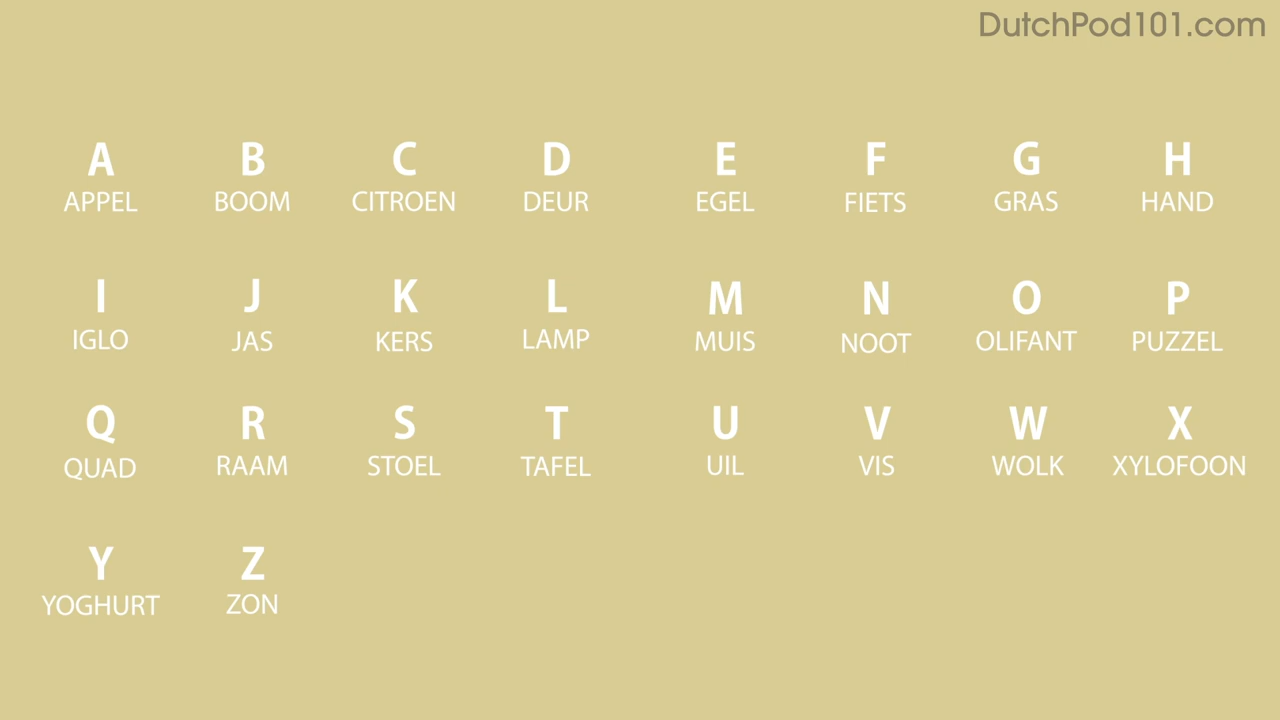 DutchPod101.com
A B C D E F G H
APPEL BOOM CITROEN DEUR EGEL FIETS GRAS HAND
I J K L M N O P
IGLO JAS KERS LAMP MUIS NOOT OLIFANT PUZZEL
Q R S T U V W X
QUAD RAAM STOEL TAFEL UIL VIS WOLK XYLOFOON
Y Z
YOGHURT ZON